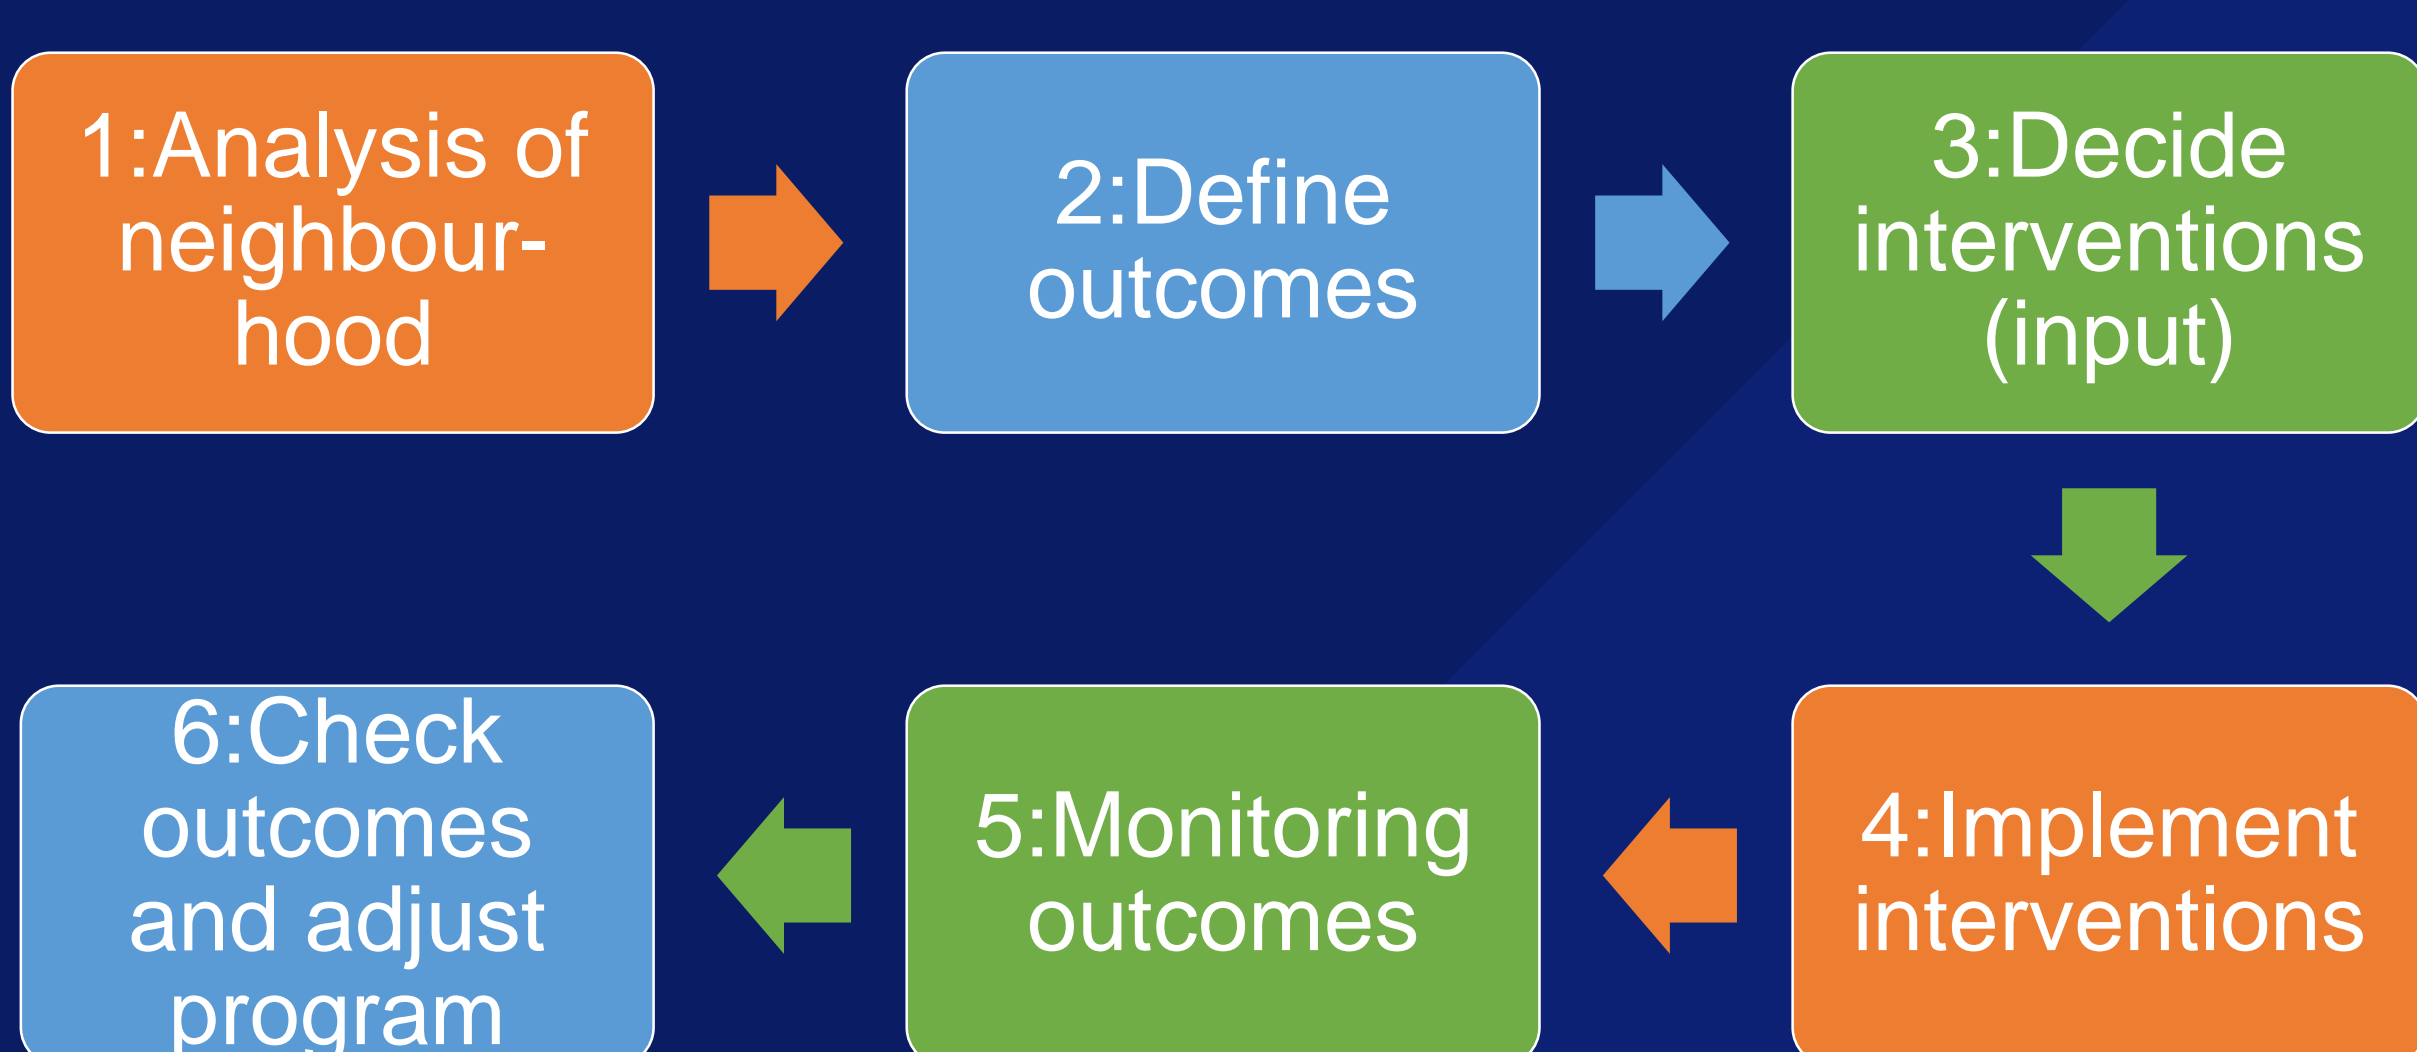 1:Analysis of
neighbour-
hood
2:Define
outcomes
3:Decide
interventions
(input)
4:Implement
interventions
5:Monitoring
outcomes
6:Check
outcomes
and adjust
program